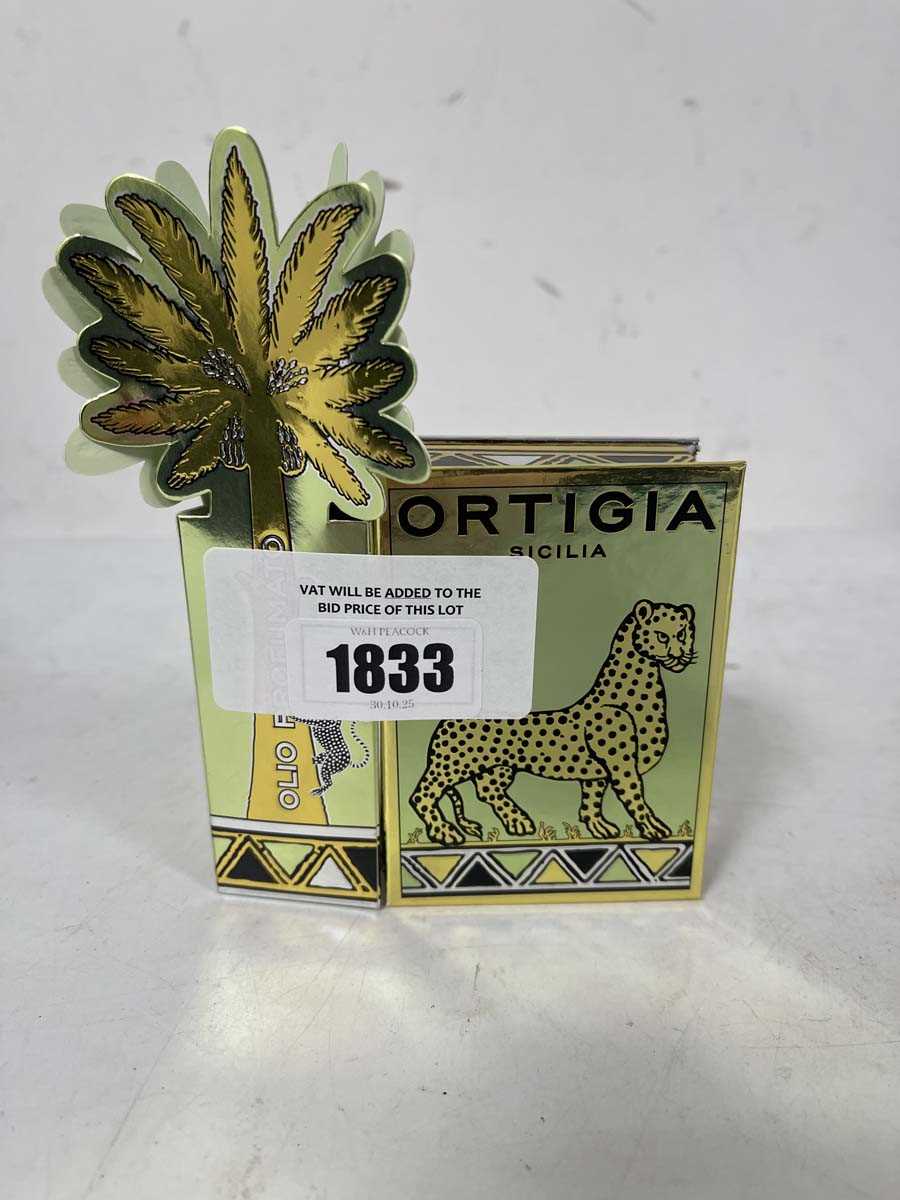 ORTIGIA
SICILIA
VAT WILL BE ADDED TO THE
BID PRICE OF THIS LOT
W&H PEACOCK
1833
30.10.25
OLIO PROFUMATO